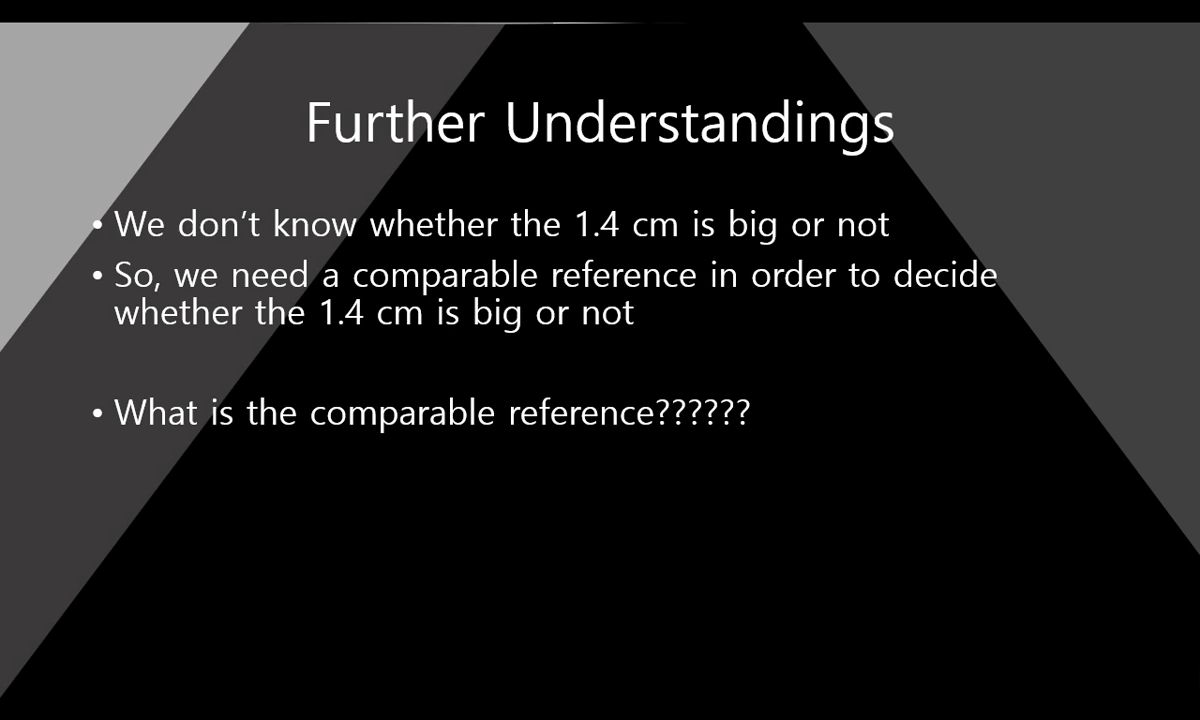 Further Understandings
• We don’t know whether the 1.4 cm is big or not
• So, we need a comparable reference in order to decide
whether the 1.4 cm is big or not
• What is the comparable reference??????